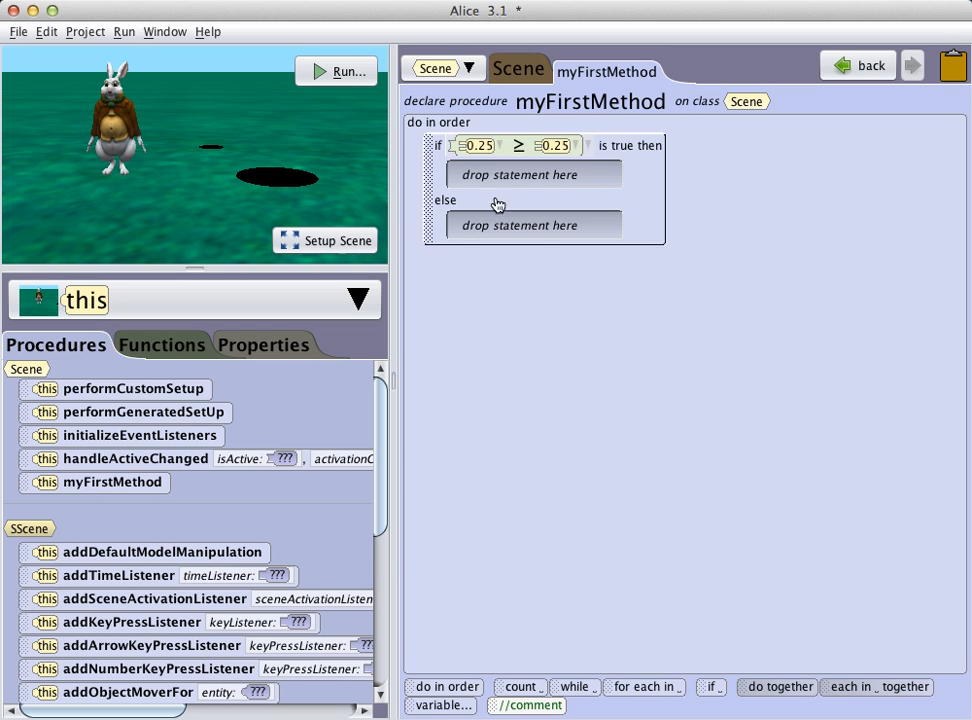 Alice 3.1 *
File Edit Project Run Window Help
Run...
Setup Scene
Scene Scene myFirstMethod back
declare procedure myFirstMethod on class Scene
do in order
if 0.25 ≥ 0.25 is true then
drop statement here
else
drop statement here
this
Procedures Functions Properties
Scene
this performCustomSetup
this performGeneratedSetUp
this initializeEventListeners
this handleActiveChanged isActive: ??? , activationC
this myFirstMethod
SScene
this addDefaultModelManipulation
this addTimeListener timeListener: ???
this addSceneActivationListener sceneActivationListen
this addKeyPressListener keyListener: ???
this addArrowKeyPressListener keyPressListener: ???
this addNumberKeyPressListener keyPressListener:
this addObjectMoverFor entity: ???
do in order count _ while _ for each in _ if _ do together each in _ together
variable... //comment